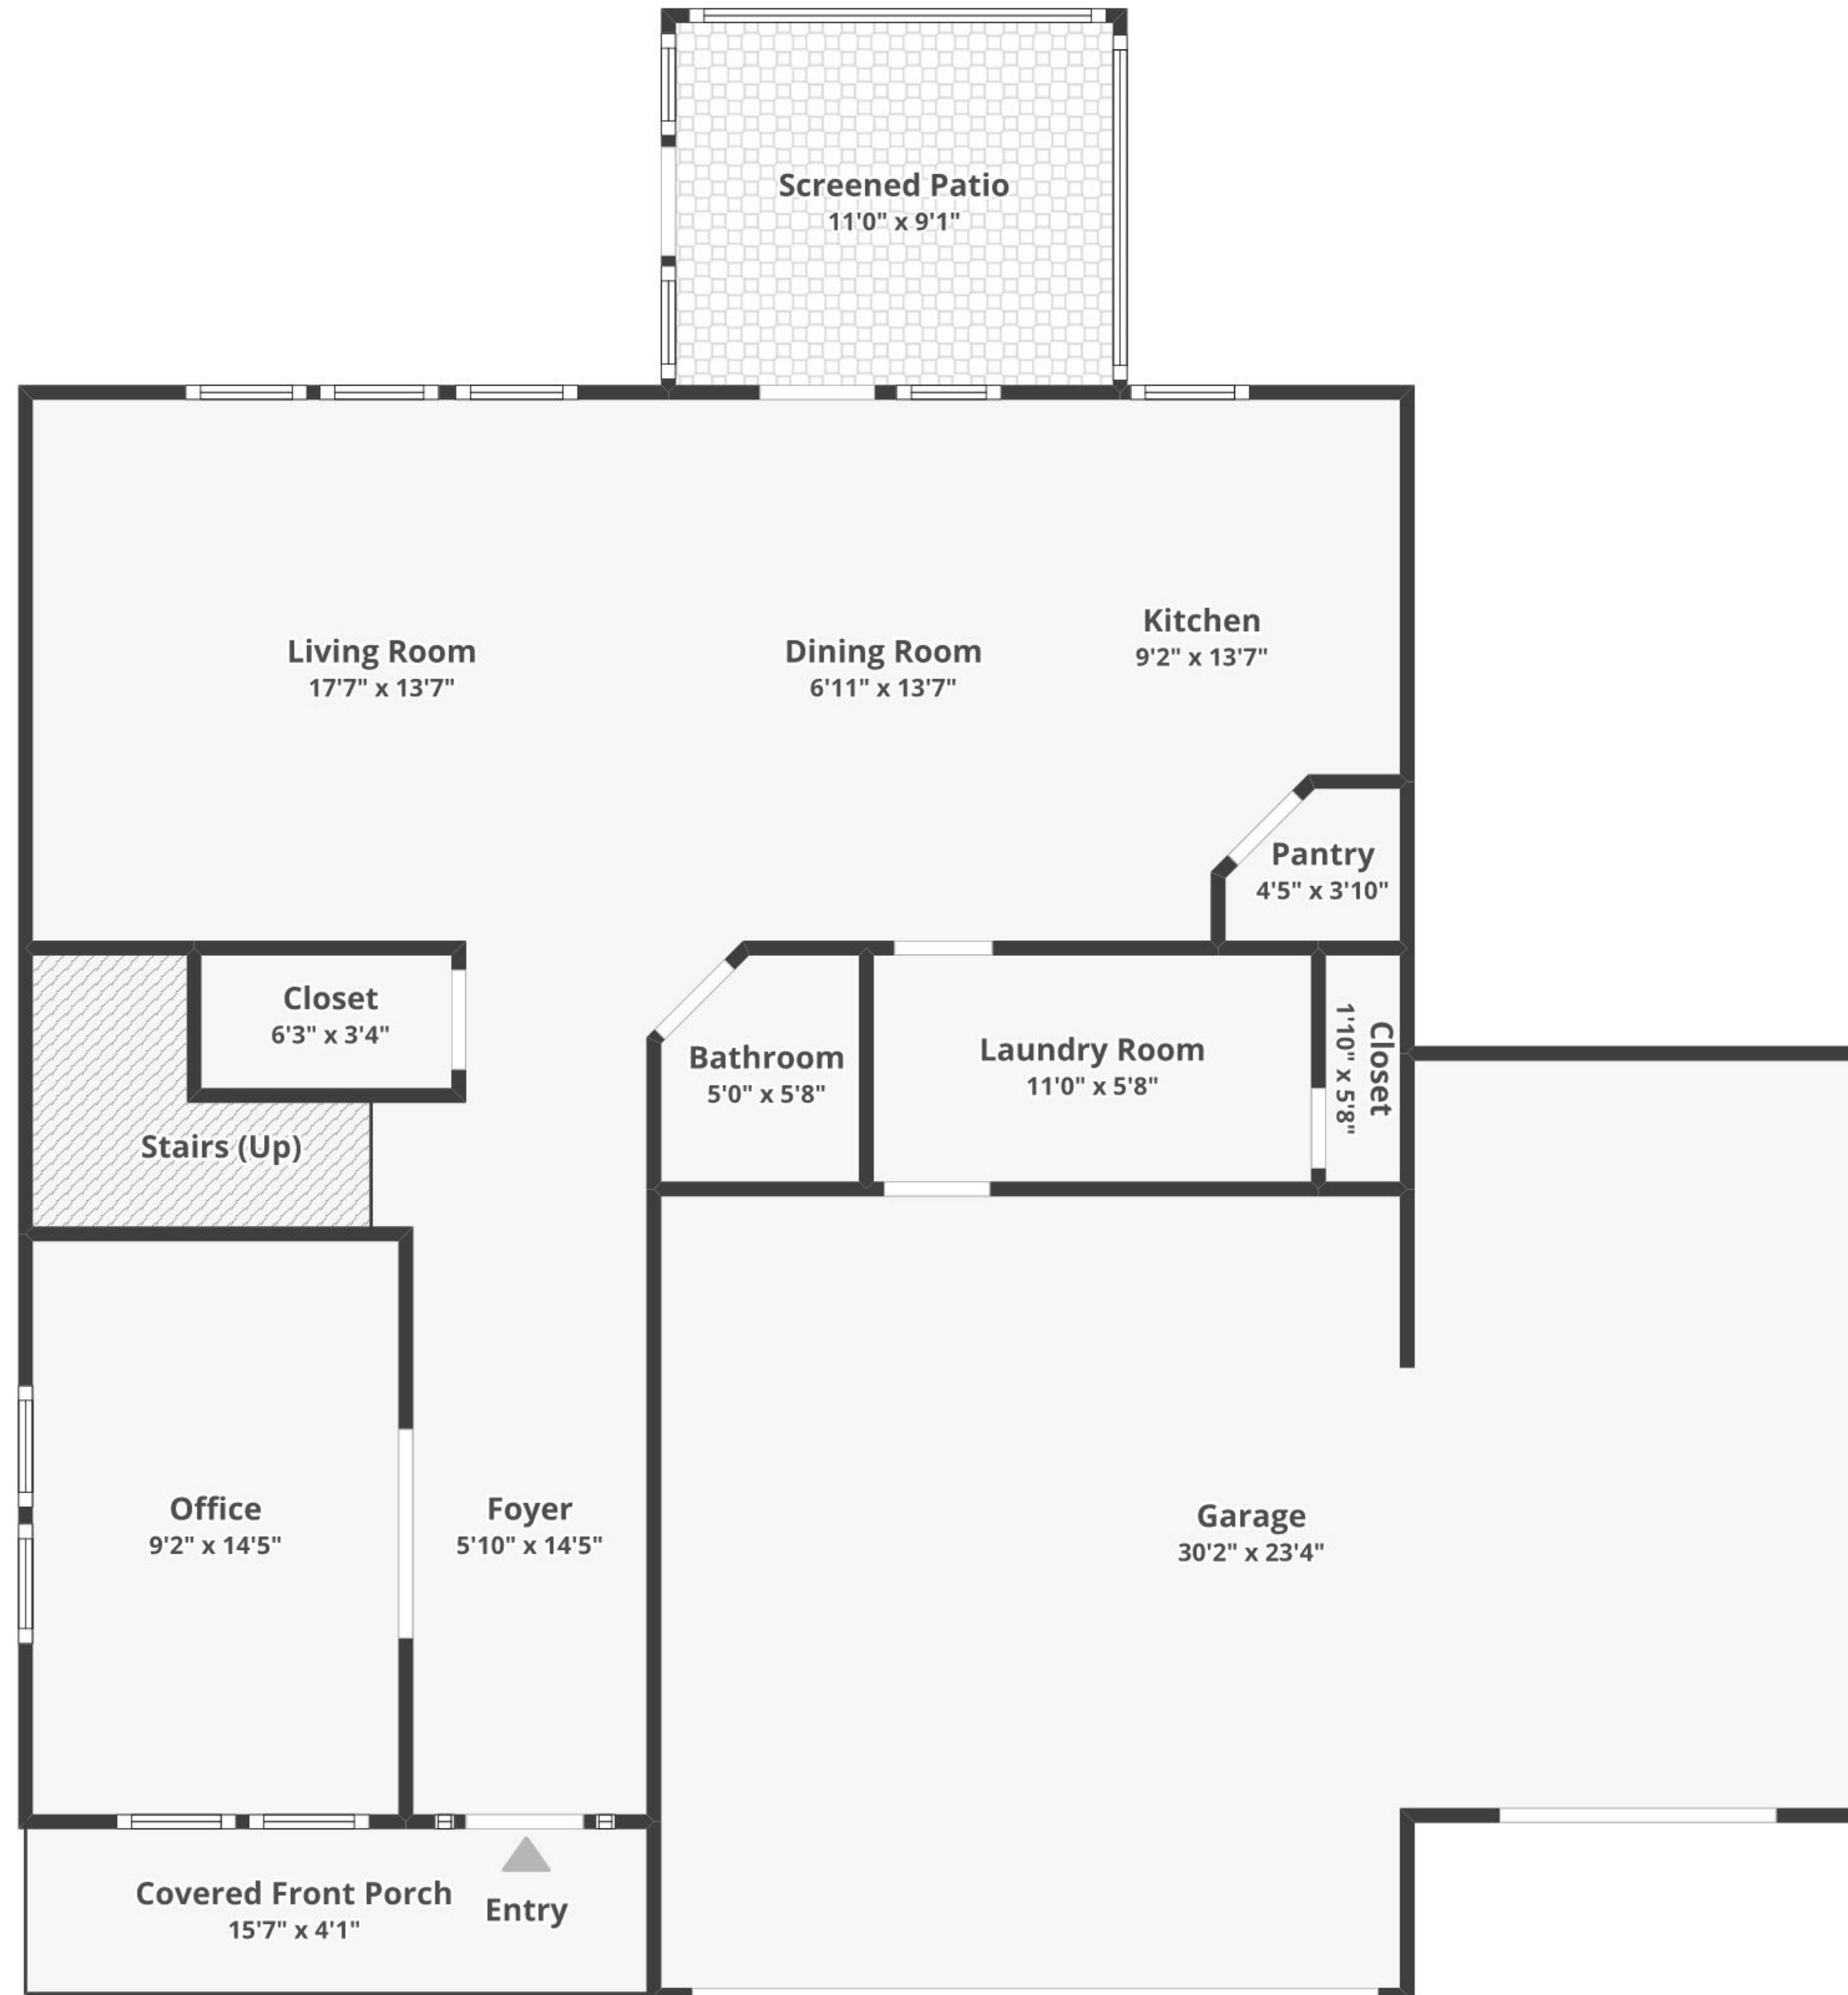 Screened Patio
11'0" x 9'1"
Living Room
17'7" x 13'7"
Dining Room
6'11" x 13'7"
Kitchen
9'2" x 13'7"
Pantry
4'5" x 3'10"
Closet
6'3" x 3'4"
Bathroom
5'0" x 5'8"
Laundry Room
11'0" x 5'8"
Closet
1'10" x 5'8"
Stairs (Up)
Office
9'2" x 14'5"
Foyer
5'10" x 14'5"
Garage
30'2" x 23'4"
Covered Front Porch
15'7" x 4'1"
Entry